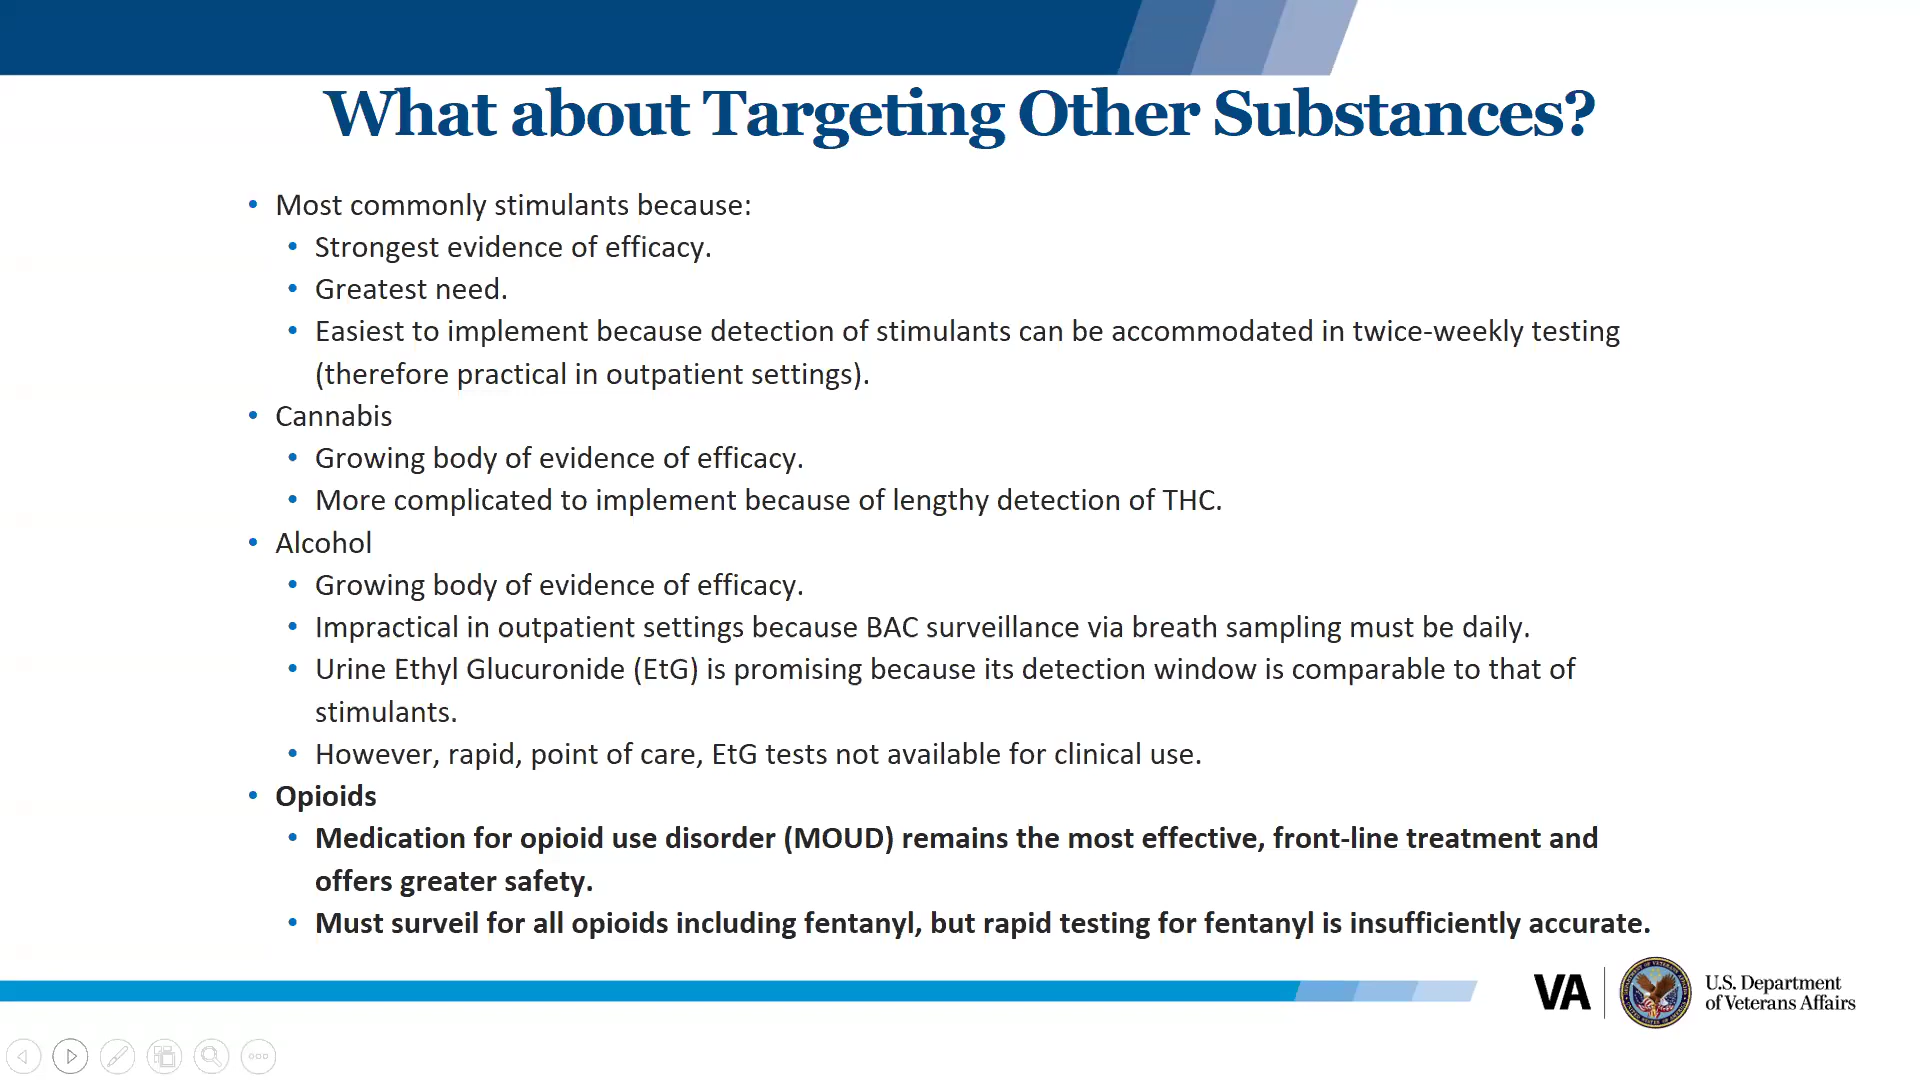 What about Targeting Other Substances?
• Most commonly stimulants because:
• Strongest evidence of efficacy.
• Greatest need.
• Easiest to implement because detection of stimulants can be accommodated in twice-weekly testing
(therefore practical in outpatient settings).
• Cannabis
• Growing body of evidence of efficacy.
• More complicated to implement because of lengthy detection of THC.
• Alcohol
• Growing body of evidence of efficacy.
• Impractical in outpatient settings because BAC surveillance via breath sampling must be daily.
• Urine Ethyl Glucuronide (EtG) is promising because its detection window is comparable to that of
stimulants.
• However, rapid, point of care, EtG tests not available for clinical use.
• Opioids
• Medication for opioid use disorder (MOUD) remains the most effective, front-line treatment and
offers greater safety.
• Must surveil for all opioids including fentanyl, but rapid testing for fentanyl is insufficiently accurate.
VA
U.S. Department
of Veterans Affairs